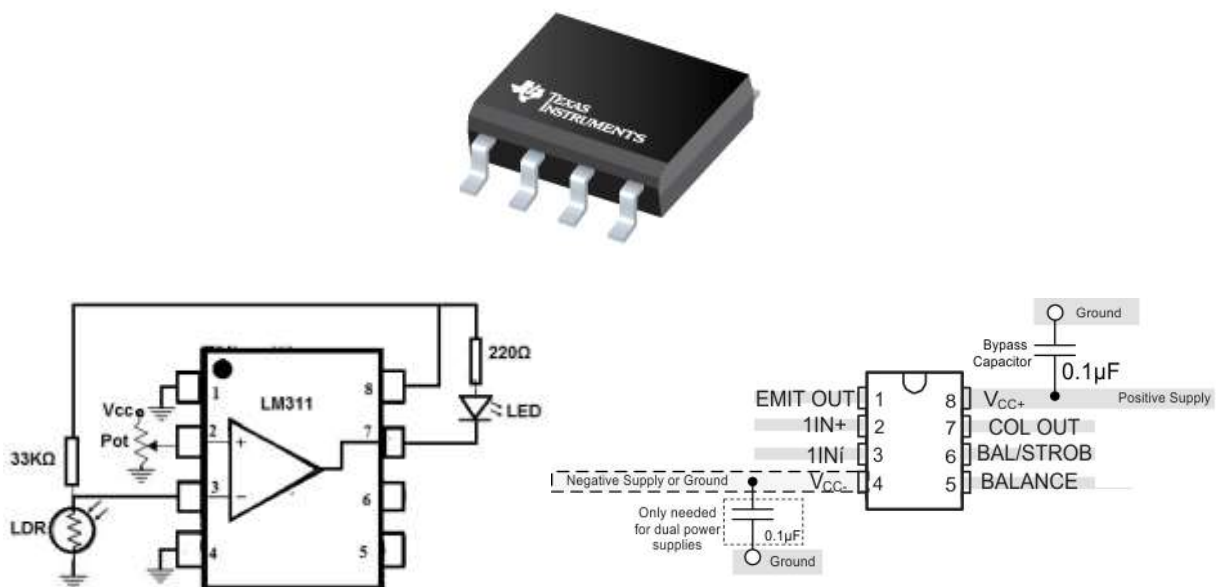 TEXAS
INSTRUMENTS
1
8
LM311
220Ω
LED
Vcc
Pot
2
+
7
33KΩ
3
−
6
LDR
4
5
Ground
Bypass
Capacitor
0.1µF
EMIT OUT 1
8 VCC+
Positive Supply
1IN+ 2
7 COL OUT
1INí 3
6 BAL/STROB
Negative Supply or Ground
VCC- 4
5 BALANCE
Only needed
for dual power
supplies
0.1µF
Ground